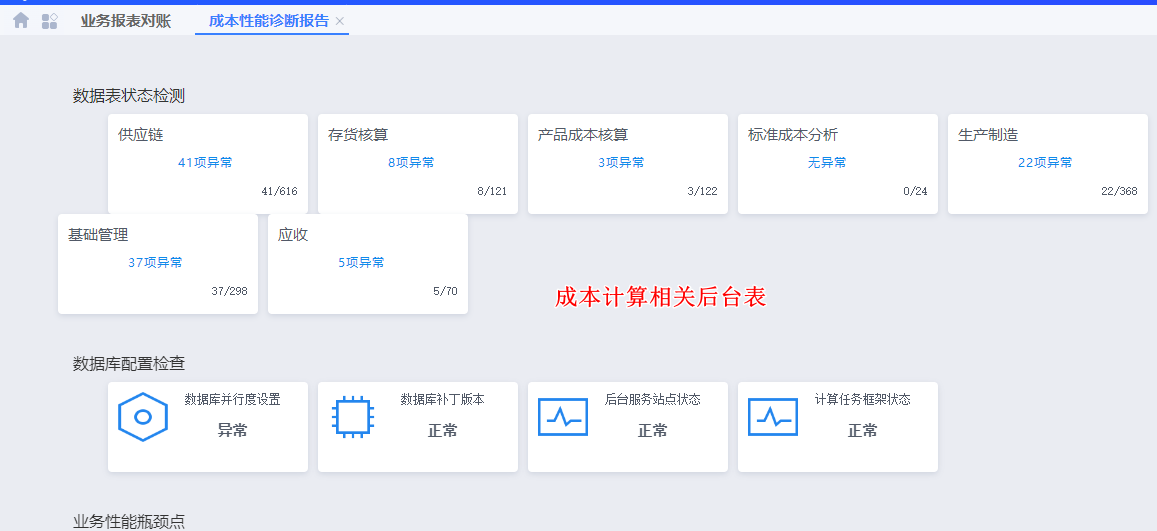 业务报表对账
成本性能诊断报告
数据表状态检测
供应链
41项异常
41/616
存货核算
8项异常
8/121
产品成本核算
3项异常
3/122
标准成本分析
无异常
0/24
生产制造
22项异常
22/368
基础管理
37项异常
37/298
应收
5项异常
5/70
成本计算相关后台表
数据库配置检查
数据库并行度设置
异常
数据库补丁版本
正常
后台服务站点状态
正常
计算任务框架状态
正常
业务性能瓶颈点